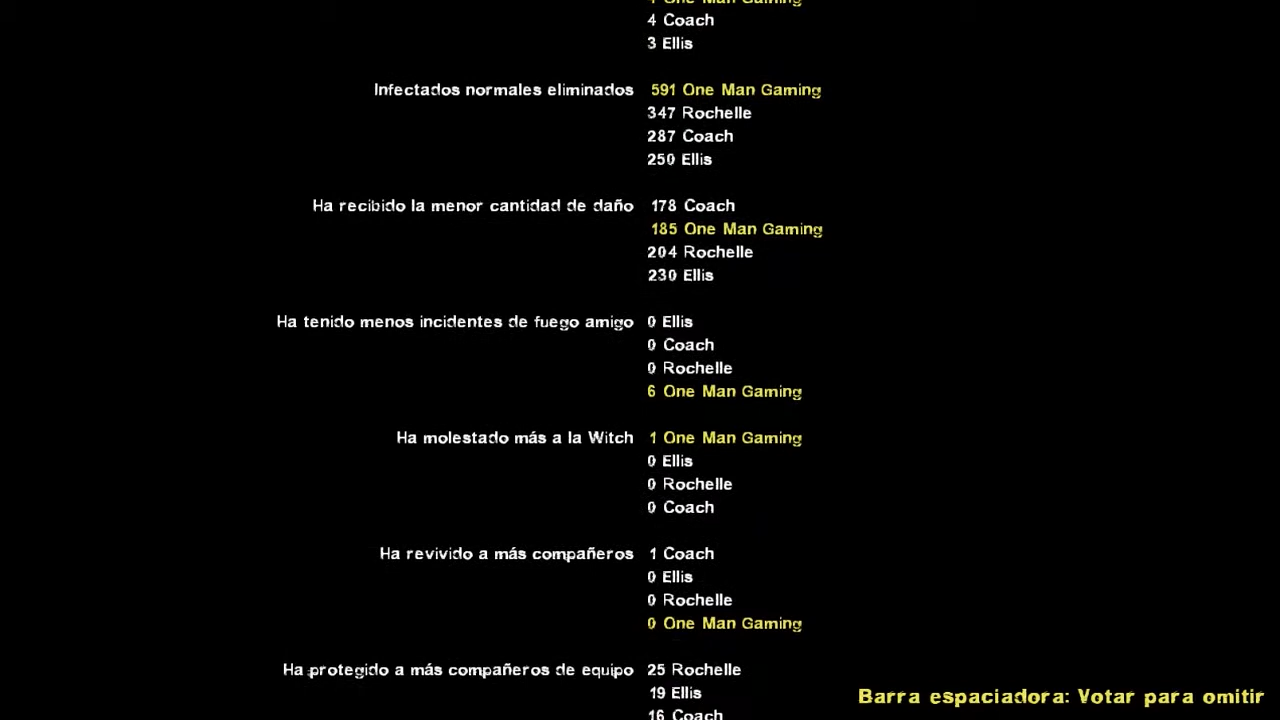 One Man Gaming
4 Coach
3 Ellis
Infectados normales eliminados 591 One Man Gaming
347 Rochelle
287 Coach
250 Ellis
Ha recibido la menor cantidad de daño 178 Coach
185 One Man Gaming
204 Rochelle
230 Ellis
Ha tenido menos incidentes de fuego amigo 0 Ellis
0 Coach
0 Rochelle
6 One Man Gaming
Ha molestado más a la Witch 1 One Man Gaming
0 Ellis
0 Rochelle
0 Coach
Ha revivido a más compañeros 1 Coach
0 Ellis
0 Rochelle
0 One Man Gaming
Ha protegido a más compañeros de equipo 25 Rochelle
19 Ellis
16 Coach
Barra espaciadora: Votar para omitir